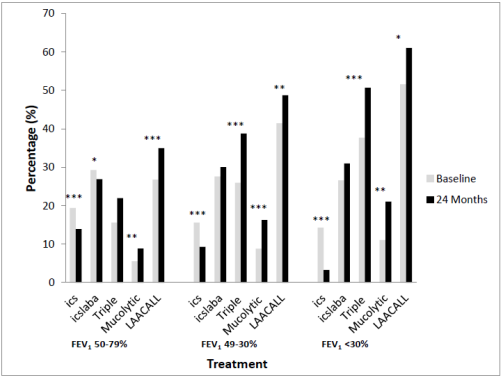 Percentage (%)
70
60
50
40
30
20
10
0
***
*
**
***
***
***
***
**
***
***
**
*
Baseline
24 Months
ics
icslaba
Triple
Mucolytic
LAACALL
ics
icslaba
Triple
Mucolytic
LAACALL
ics
icslaba
Triple
Mucolytic
LAACALL
FEV₁ 50-79%
FEV₁ 49-30%
FEV₁ <30%
Treatment